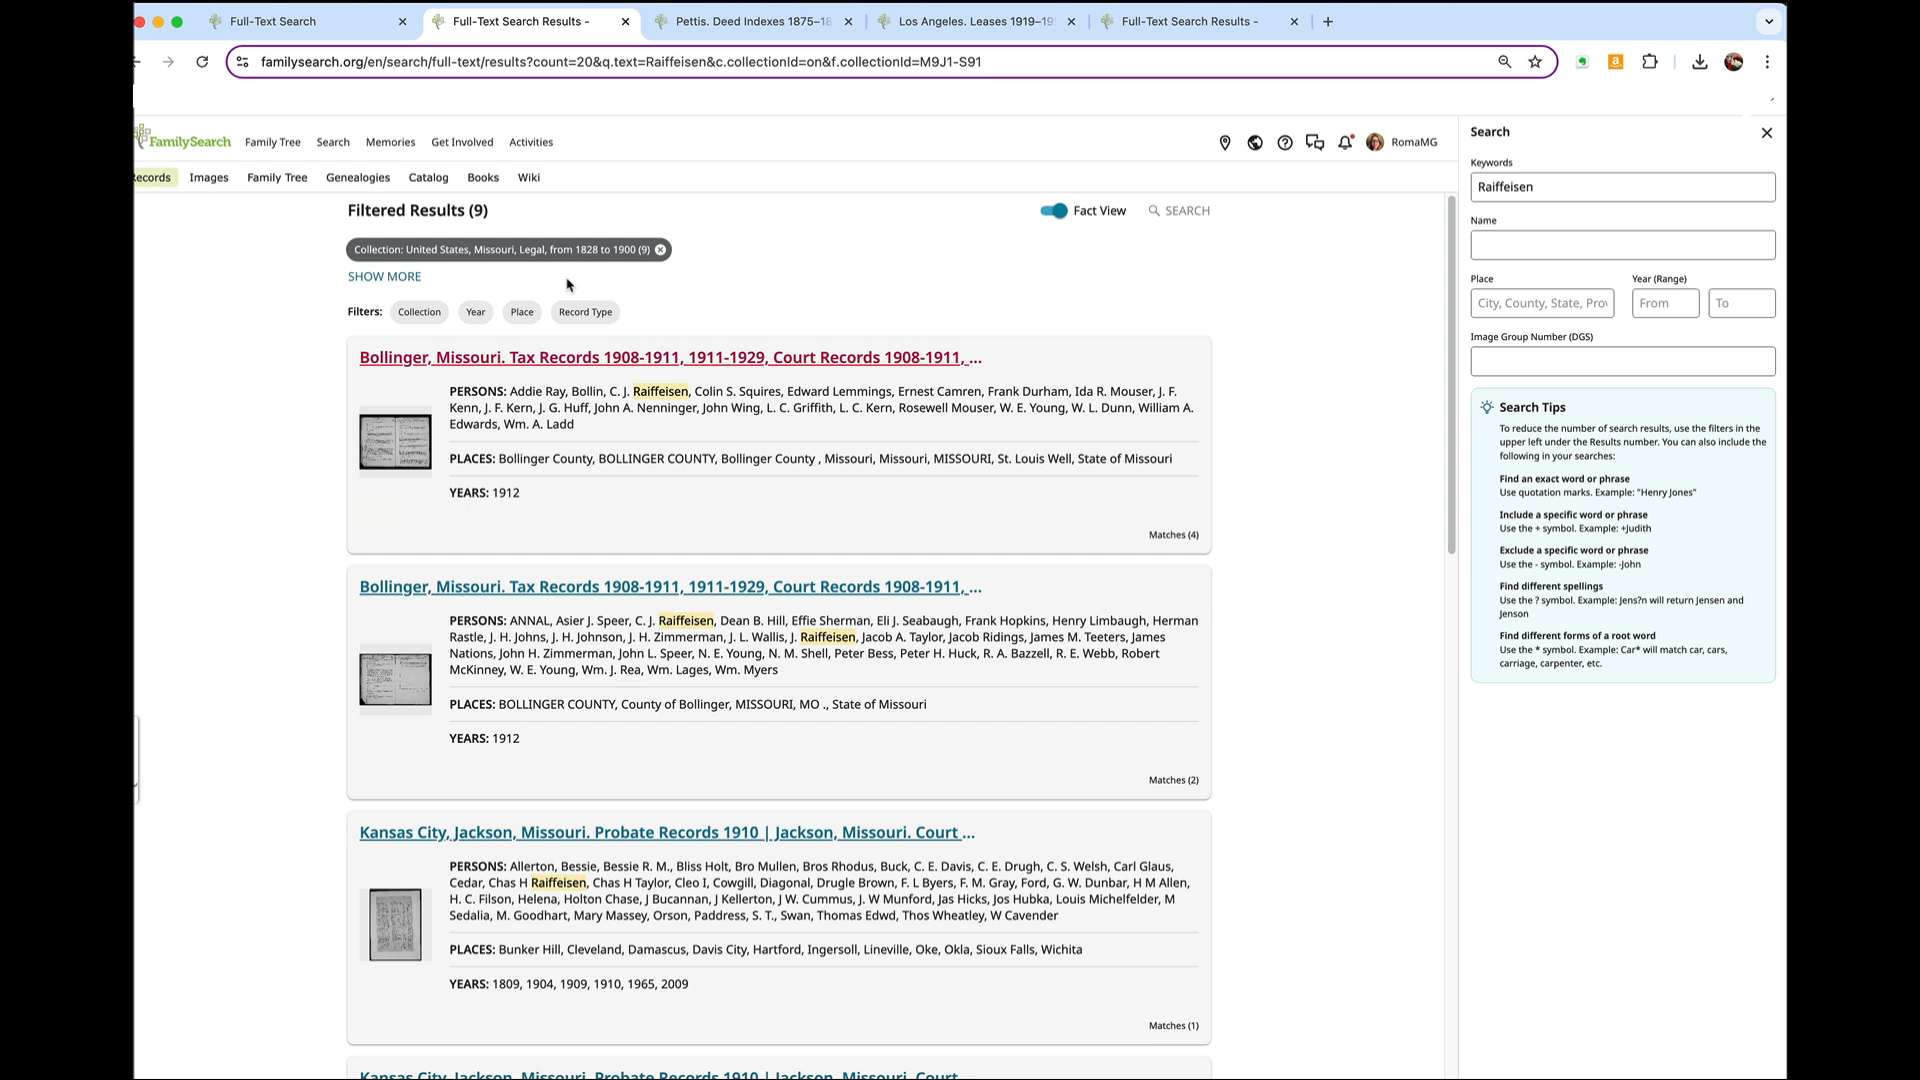 Full-Text Search
Full-Text Search Results -
Pettis. Deed Indexes 1875–18
Los Angeles. Leases 1919–19
Full-Text Search Results -
familysearch.org/en/search/full-text/results?count=20&q.text=Raiffeisen&c.collectionId=on&f.collectionId=M9J1-S91
FamilySearch
Family Tree
Search
Memories
Get Involved
Activities
RomaMG
Records
Images
Family Tree
Genealogies
Catalog
Books
Wiki
Filtered Results (9)
Fact View
SEARCH
Collection: United States, Missouri, Legal, from 1828 to 1900 (9)
SHOW MORE
Filters:
Collection
Year
Place
Record Type
Bollinger, Missouri. Tax Records 1908-1911, 1911-1929, Court Records 1908-1911, ...
PERSONS: Addie Ray, Bollin, C. J. Raiffeisen, Colin S. Squires, Edward Lemmings, Ernest Camren, Frank Durham, Ida R. Mouser, J. F.
Kenn, J. F. Kern, J. G. Huff, John A. Nenninger, John Wing, L. C. Griffith, L. C. Kern, Rosewell Mouser, W. E. Young, W. L. Dunn, William A.
Edwards, Wm. A. Ladd
PLACES: Bollinger County, BOLLINGER COUNTY, Bollinger County , Missouri, Missouri, MISSOURI, St. Louis Well, State of Missouri
YEARS: 1912
Matches (4)
Bollinger, Missouri. Tax Records 1908-1911, 1911-1929, Court Records 1908-1911, ...
PERSONS: ANNAL, Asier J. Speer, C. J. Raiffeisen, Dean B. Hill, Effie Sherman, Eli J. Seabaugh, Frank Hopkins, Henry Limbaugh, Herman
Rastle, J. H. Johns, J. H. Johnson, J. H. Zimmerman, J. L. Wallis, J. Raiffeisen, Jacob A. Taylor, Jacob Ridings, James M. Teeters, James
Nations, John H. Zimmerman, John L. Speer, N. E. Young, N. M. Shell, Peter Bess, Peter H. Huck, R. A. Bazzell, R. E. Webb, Robert
McKinney, W. E. Young, Wm. J. Rea, Wm. Lages, Wm. Myers
PLACES: BOLLINGER COUNTY, County of Bollinger, MISSOURI, MO ., State of Missouri
YEARS: 1912
Matches (2)
Kansas City, Jackson, Missouri. Probate Records 1910 | Jackson, Missouri. Court ...
PERSONS: Allerton, Bessie, Bessie R. M., Bliss Holt, Bro Mullen, Bros Rhodus, Buck, C. E. Davis, C. E. Drugh, C. S. Welsh, Carl Glaus,
Cedar, Chas H Raiffeisen, Chas H Taylor, Cleo I, Cowgill, Diagonal, Drugle Brown, F. L Byers, F. M. Gray, Ford, G. W. Dunbar, H M Allen,
H. C. Filson, Helena, Holton Chase, J Bucannan, J Kellerton, J W. Cummus, J. W Munford, Jas Hicks, Jos Hubka, Louis Michelfelder, M
Sedalia, M. Goodhart, Mary Massey, Orson, Paddress, S. T., Swan, Thomas Edwd, Thos Wheatley, W Cavender
PLACES: Bunker Hill, Cleveland, Damascus, Davis City, Hartford, Ingersoll, Lineville, Oke, Okla, Sioux Falls, Wichita
YEARS: 1809, 1904, 1909, 1910, 1965, 2009
Matches (1)
Kansas City, Jackson, Missouri. Probate Records 1910 | Jackson, Missouri. Court
Search
Keywords
Raiffeisen
Name
Place
Year (Range)
City, County, State, Prov
From
To
Image Group Number (DGS)
Search Tips
To reduce the number of search results, use the filters in the
upper left under the Results number. You can also include the
following in your searches:
Find an exact word or phrase
Use quotation marks. Example: "Henry Jones"
Include a specific word or phrase
Use the + symbol. Example: +Judith
Exclude a specific word or phrase
Use the - symbol. Example: -John
Find different spellings
Use the ? symbol. Example: Jens?n will return Jensen and
Jenson
Find different forms of a root word
Use the * symbol. Example: Car* will match car, cars,
carriage, carpenter, etc.